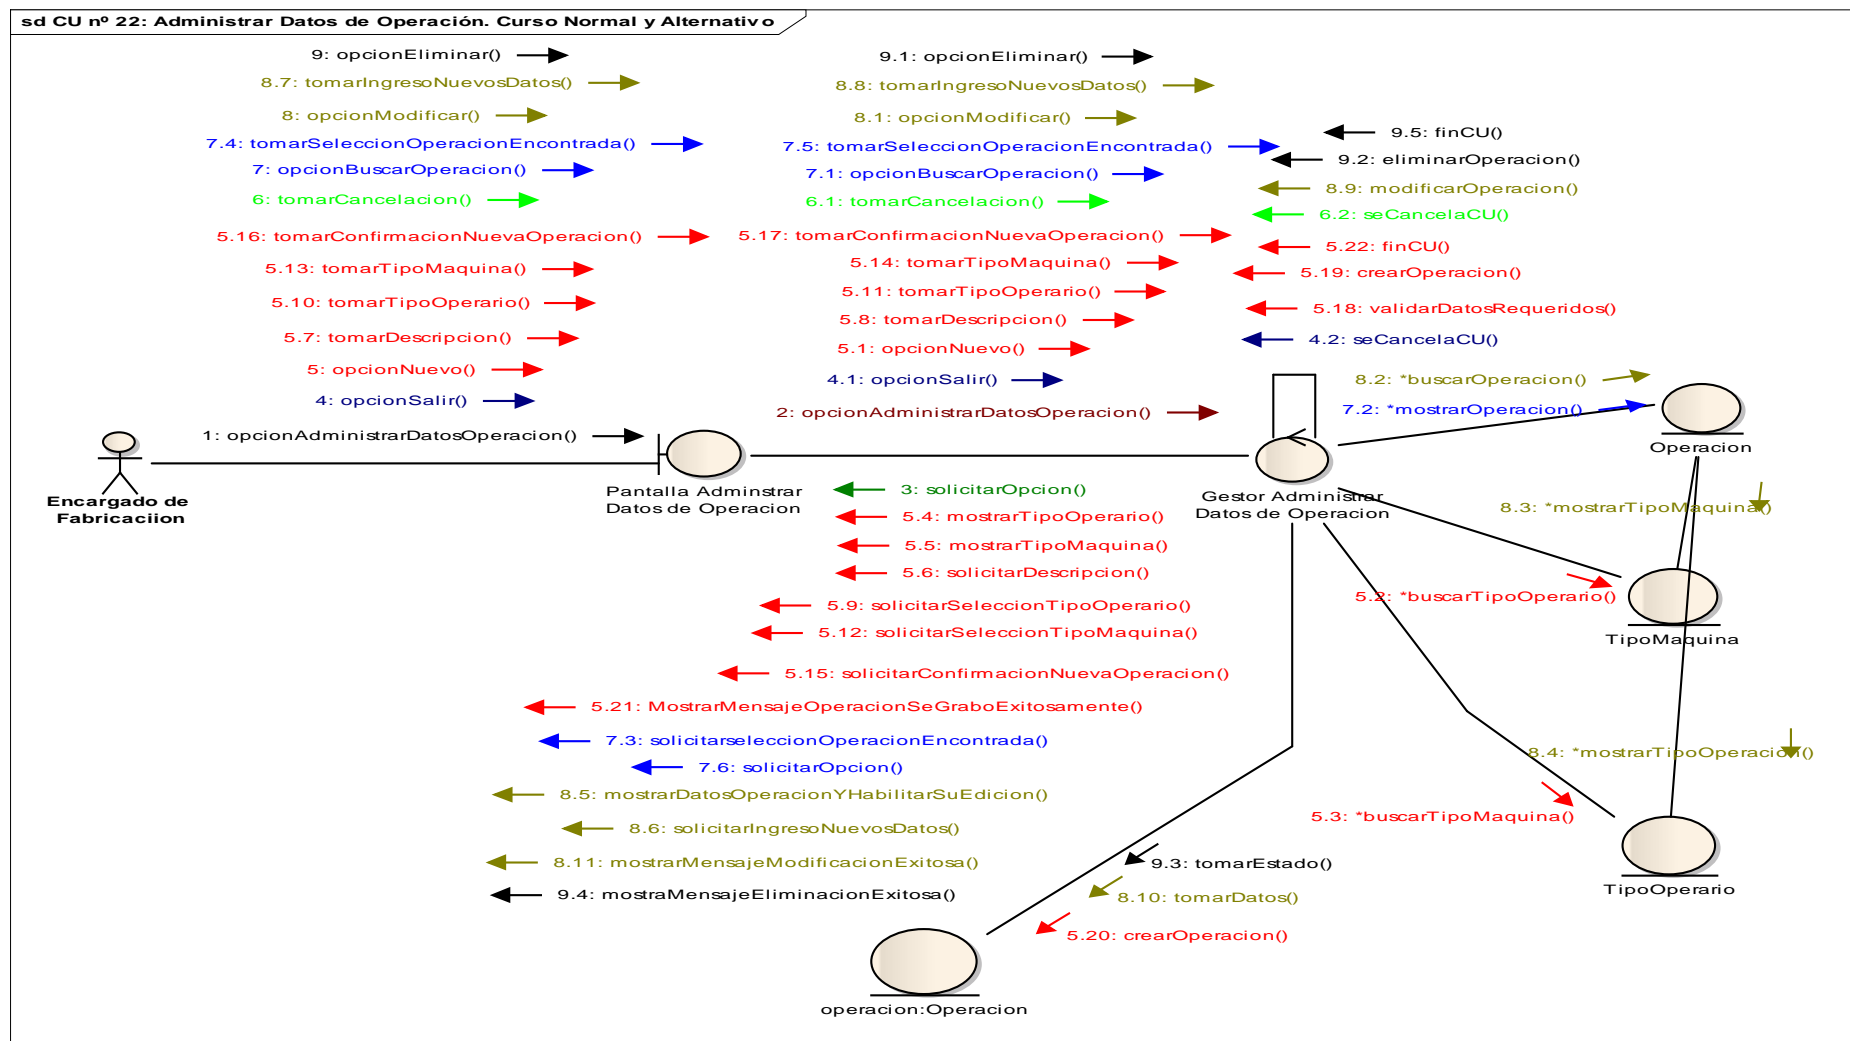 sd CU nº 22: Administrar Datos de Operación. Curso Normal y Alternativo
9: opcionEliminar()
8.7: tomarIngresoNuevosDatos()
8: opcionModificar()
7.4: tomarSeleccionOperacionEncontrada()
7: opcionBuscarOperacion()
6: tomarCancelacion()
5.16: tomarConfirmacionNuevaOperacion()
5.13: tomarTipoMaquina()
5.10: tomarTipoOperario()
5.7: tomarDescripcion()
5: opcionNuevo()
4: opcionSalir()
1: opcionAdministrarDatosOperacion()
9.1: opcionEliminar()
8.8: tomarIngresoNuevosDatos()
8.1: opcionModificar()
7.5: tomarSeleccionOperacionEncontrada()
7.1: opcionBuscarOperacion()
6.1: tomarCancelacion()
5.17: tomarConfirmacionNuevaOperacion()
5.14: tomarTipoMaquina()
5.11: tomarTipoOperario()
5.8: tomarDescripcion()
5.1: opcionNuevo()
4.1: opcionSalir()
2: opcionAdministrarDatosOperacion()
9.5: finCU()
9.2: eliminarOperacion()
8.9: modificarOperacion()
6.2: seCancelaCU()
5.22: finCU()
5.19: crearOperacion()
5.18: validarDatosRequeridos()
4.2: seCancelaCU()
8.2: *buscarOperacion()
7.2: *mostrarOperacion()
Operacion
Encargado de
Fabricaciion
Pantalla Adminstrar
Datos de Operacion
Gestor Administrar
Datos de Operacion
3: solicitarOpcion()
5.4: mostrarTipoOperario()
5.5: mostrarTipoMaquina()
5.6: solicitarDescripcion()
5.9: solicitarSeleccionTipoOperario()
5.12: solicitarSeleccionTipoMaquina()
5.15: solicitarConfirmacionNuevaOperacion()
5.21: MostrarMensajeOperacionSeGraboExitosamente()
7.3: solicitarseleccionOperacionEncontrada()
7.6: solicitarOpcion()
8.5: mostrarDatosOperacionYHabilitarSuEdicion()
8.6: solicitarIngresoNuevosDatos()
8.11: mostrarMensajeModificacionExitosa()
9.4: mostraMensajeEliminacionExitosa()
8.3: *mostrarTipoMaquina()
5.2: *buscarTipoOperario()
TipoMaquina
8.4: *mostrarTipoOperacion()
5.3: *buscarTipoMaquina()
TipoOperario
9.3: tomarEstado()
8.10: tomarDatos()
5.20: crearOperacion()
operacion:Operacion